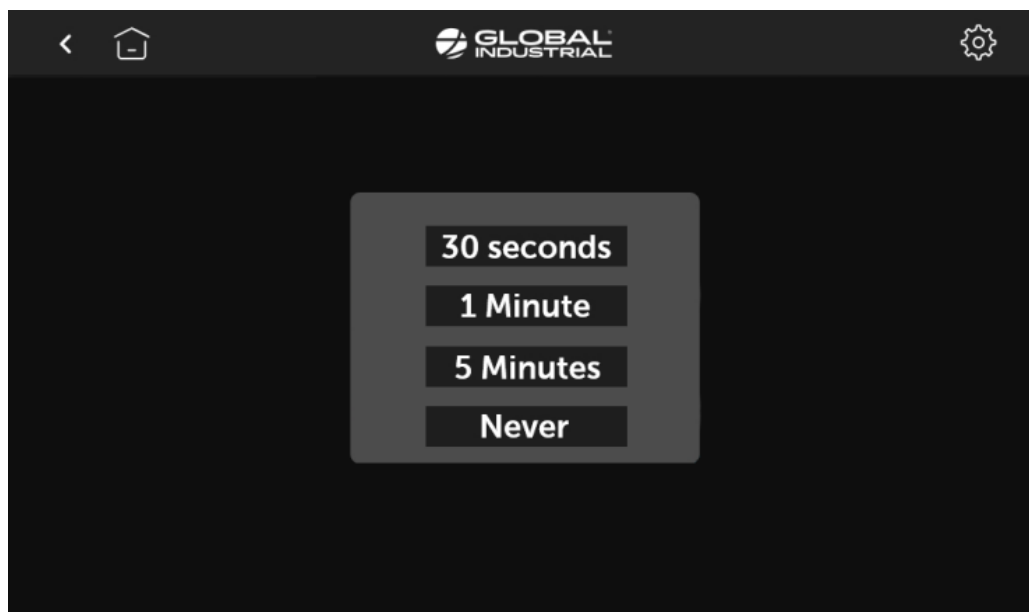 GLOBAL
INDUSTRIAL
30 seconds
1 Minute
5 Minutes
Never